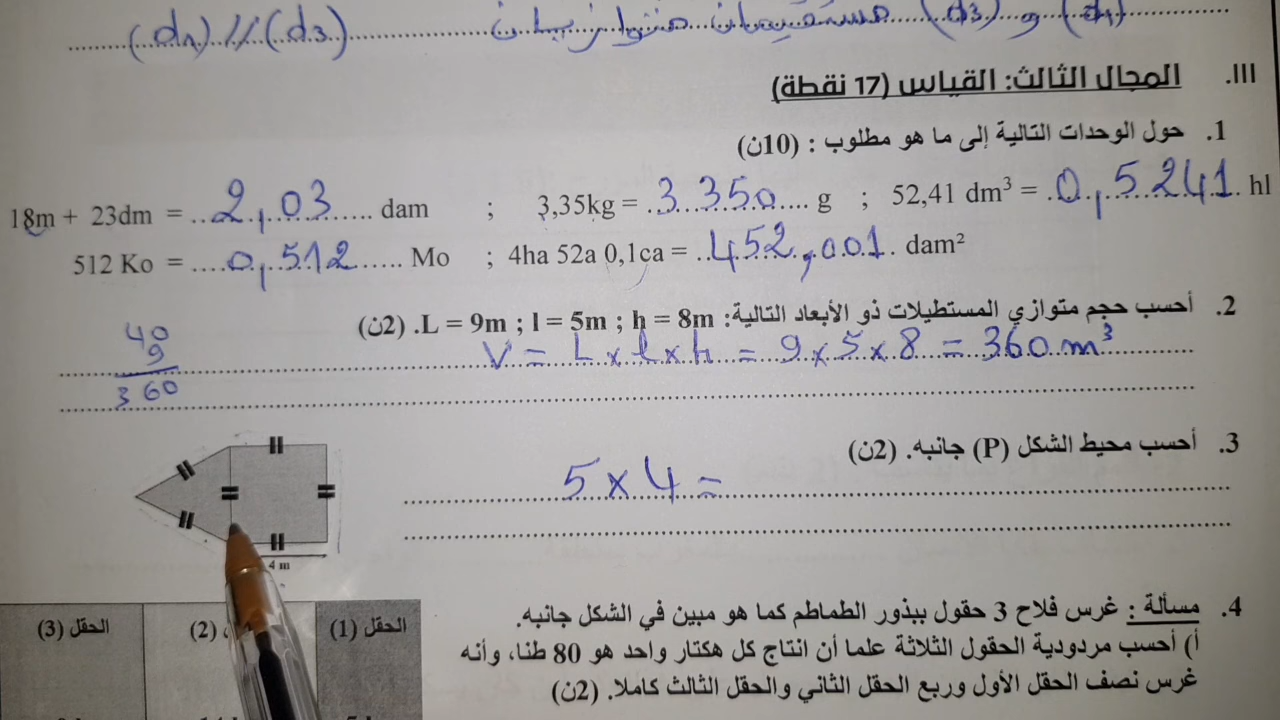 (d1) // (d3) مستقيمان متوازيان (d3) و (d1)
III. المجال الثالث: القياس (17 نقطة)
1. حول الوحدات التالية إلى ما هو مطلوب : (10ن)
18m + 23dm = 2,03 dam ; 3,35kg = 3350 g ; 52,41 dm³ = 0,5241 hl
512 Ko = 0,512 Mo ; 4ha 52a 0,1ca = 452,001 dam²
2. أحسب حجم متوازي المستطيلات ذو الأبعاد التالية: L = 9m ; l = 5m ; h = 8m. (2ن)
V = L x l x h = 9 x 5 x 8 = 360 m³
40
9
360
3. أحسب محيط الشكل (P) جانبه. (2ن)
5 x 4 =
4 m
4. مسألة : غرس فلاح 3 حقول ببذور الطماطم كما هو مبين في الشكل جانبه.
أ) أحسب مردودية الحقول الثلاثة علما أن انتاج كل هكتار واحد هو 80 طنا، وأنه
غرس نصف الحقل الأول وربع الحقل الثاني والحقل الثالث كاملا. (2ن)
الحقل (1)
(2)
الحقل (3)